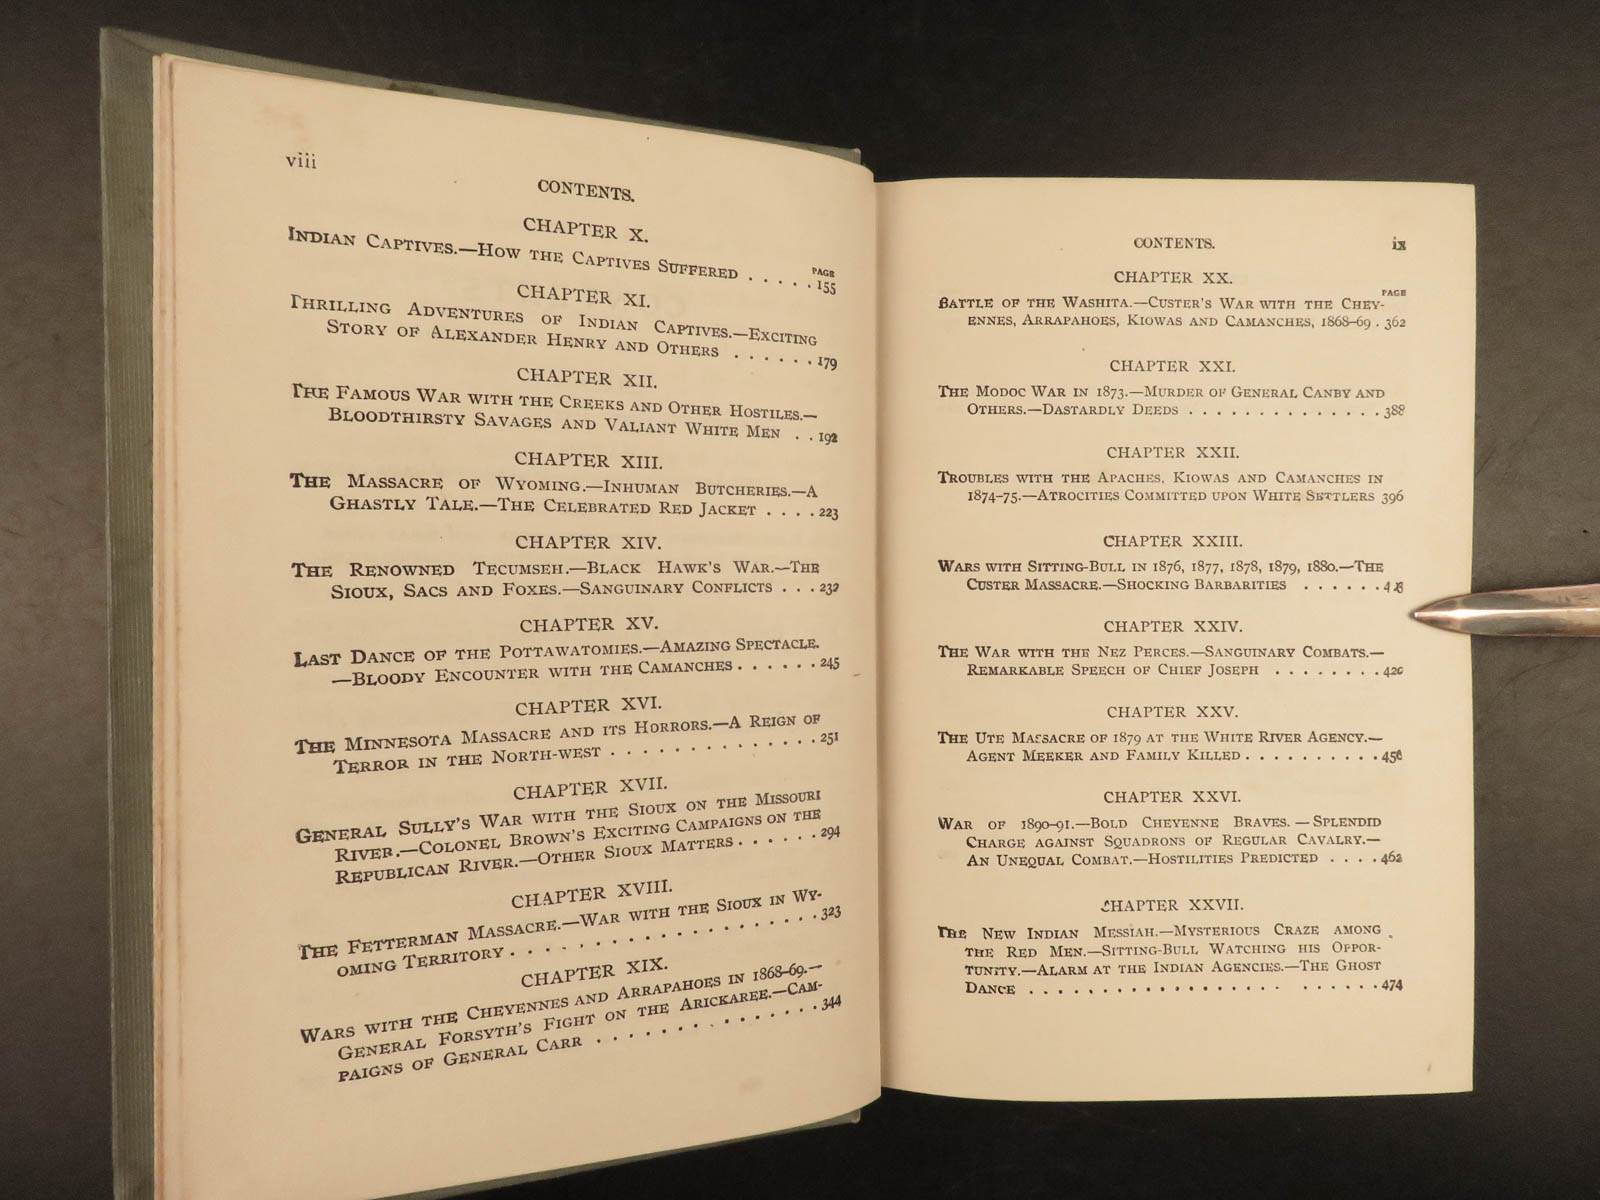 viii
CONTENTS.
CHAPTER X.
PAGE
INDIAN CAPTIVES.—HOW THE CAPTIVES SUFFERED . . . . . 155
CHAPTER XI.
THRILLING ADVENTURES OF INDIAN CAPTIVES.—EXCITING
STORY OF ALEXANDER HENRY AND OTHERS . . . . . . 179
CHAPTER XII.
THE FAMOUS WAR WITH THE CREEKS AND OTHER HOSTILES.—
BLOODTHIRSTY SAVAGES AND VALIANT WHITE MEN . . 192
CHAPTER XIII.
THE MASSACRE OF WYOMING.—INHUMAN BUTCHERIES.—A
GHASTLY TALE.—THE CELEBRATED RED JACKET . . . . 223
CHAPTER XIV.
THE RENOWNED TECUMSEH.—BLACK HAWK'S WAR.—THE
SIOUX, SACS AND FOXES.—SANGUINARY CONFLICTS . . . 232
CHAPTER XV.
LAST DANCE OF THE POTTAWATOMIES.—AMAZING SPECTACLE.
—BLOODY ENCOUNTER WITH THE CAMANCHES . . . . . . 245
CHAPTER XVI.
THE MINNESOTA MASSACRE AND ITS HORRORS.—A REIGN OF
TERROR IN THE NORTH-WEST . . . . . . . . . . . . . . 251
CHAPTER XVII.
GENERAL SULLY'S WAR WITH THE SIOUX ON THE MISSOURI
RIVER.—COLONEL BROWN'S EXCITING CAMPAIGNS ON THE
REPUBLICAN RIVER.—OTHER SIOUX MATTERS . . . . . . 294
CHAPTER XVIII.
THE FETTERMAN MASSACRE.—WAR WITH THE SIOUX IN WY-
OMING TERRITORY . . . . . . . . . . . . . . . . . . 323
CHAPTER XIX.
WARS WITH THE CHEYENNES AND ARRAPAHOES IN 1868-69.—
GENERAL FORSYTH'S FIGHT ON THE ARICKAREE.—CAM-
PAIGNS OF GENERAL CARR . . . . . . . . . . . . . . 344
CONTENTS.
ix
CHAPTER XX.
PAGE
BATTLE OF THE WASHITA.—CUSTER'S WAR WITH THE CHEY-
ENNES, ARRAPAHOES, KIOWAS AND CAMANCHES, 1868-69 . 362
CHAPTER XXI.
THE MODOC WAR IN 1873.—MURDER OF GENERAL CANBY AND
OTHERS.—DASTARDLY DEEDS . . . . . . . . . . . . . . 388
CHAPTER XXII.
TROUBLES WITH THE APACHES, KIOWAS AND CAMANCHES IN
1874-75.—ATROCITIES COMMITTED UPON WHITE SETTLERS 396
CHAPTER XXIII.
WARS WITH SITTING-BULL IN 1876, 1877, 1878, 1879, 1880.—THE
CUSTER MASSACRE.—SHOCKING BARBARITIES . . . . . .
CHAPTER XXIV.
THE WAR WITH THE NEZ PERCES.—SANGUINARY COMBATS.—
REMARKABLE SPEECH OF CHIEF JOSEPH . . . . . . . . 420
CHAPTER XXV.
THE UTE MASSACRE OF 1879 AT THE WHITE RIVER AGENCY.—
AGENT MEEKER AND FAMILY KILLED . . . . . . . . . .
CHAPTER XXVI.
WAR OF 1890-91.—BOLD CHEYENNE BRAVES.—SPLENDID
CHARGE AGAINST SQUADRONS OF REGULAR CAVALRY.—
AN UNEQUAL COMBAT.—HOSTILITIES PREDICTED . . . . 462
CHAPTER XXVII.
THE NEW INDIAN MESSIAH.—MYSTERIOUS CRAZE AMONG
THE RED MEN.—SITTING-BULL WATCHING HIS OPPOR-
TUNITY.—ALARM AT THE INDIAN AGENCIES.—THE GHOST
DANCE . . . . . . . . . . . . . . . . . . . . . . . 474